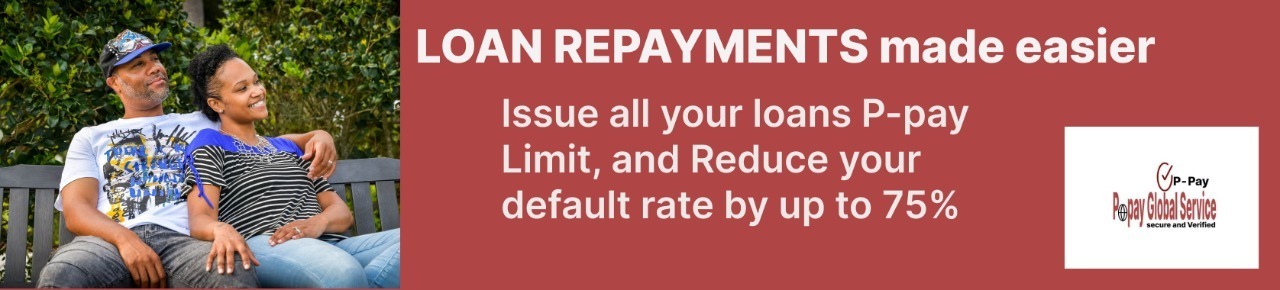 LOAN REPAYMENTS made easier
Issue all your loans P-pay
Limit, and Reduce your
default rate by up to 75%
P-Pay
Popay Global Service
secure and Verified